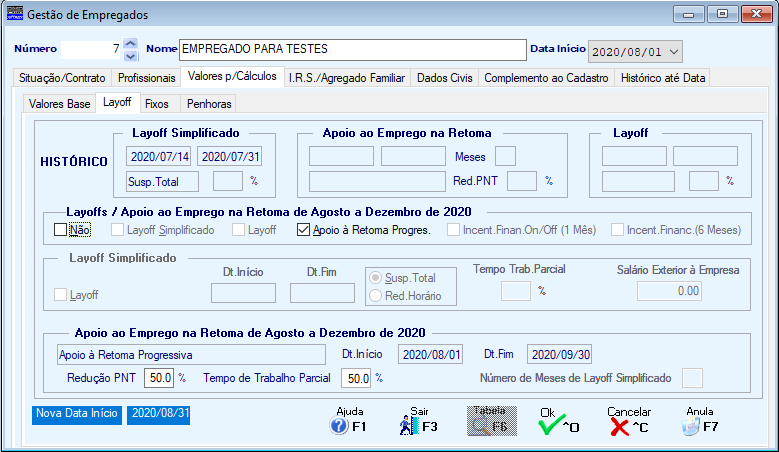 Gestão de Empregados
Número 7 Nome EMPREGADO PARA TESTES Data Início 2020/08/01
Situação/Contrato Profissionais Valores p/Cálculos I.R.S./Agregado Familiar Dados Civis Complemento ao Cadastro Histórico até Data
Valores Base Layoff Fixos Penhoras
Layoff Simplificado Apoio ao Emprego na Retoma Layoff
HISTÓRICO 2020/07/14 2020/07/31 Meses
Susp.Total % Red.PNT % %
Layoffs / Apoio ao Emprego na Retoma de Agosto a Dezembro de 2020
Não Layoff Simplificado Layoff Apoio à Retoma Progres. Incent.Finan.On/Off (1 Mês) Incent.Financ.(6 Meses)
Layoff Simplificado
Dt.Início Dt.Fim Susp.Total Tempo Trab.Parcial Salário Exterior à Empresa
Layoff Red.Horário % 0.00
Apoio ao Emprego na Retoma de Agosto a Dezembro de 2020
Apoio à Retoma Progressiva Dt.Início 2020/08/01 Dt.Fim 2020/09/30
Redução PNT 50.0 % Tempo de Trabalho Parcial 50.0 % Número de Meses de Layoff Simplificado
Nova Data Início 2020/08/31
Ajuda Sair Tabela Ok Cancelar Anula
F1 F3 F6 ^O ^C F7